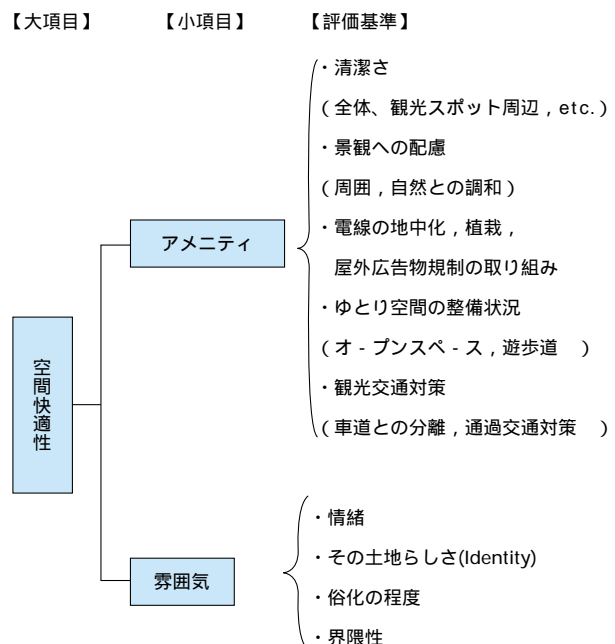 【大項目】 【小項目】 【評価基準】
・清潔さ
（全体、観光スポット周辺，etc.）
・景観への配慮
（周囲，自然との調和）
アメニティ
・電線の地中化，植栽，
屋外広告物規制の取り組み
・ゆとり空間の整備状況
（オ‐プンスペ‐ス，遊歩道　）
・観光交通対策
（車道との分離，通過交通対策　）
空間快適性
雰囲気
・情緒
・その土地らしさ(Identity)
・俗化の程度
・界隈性